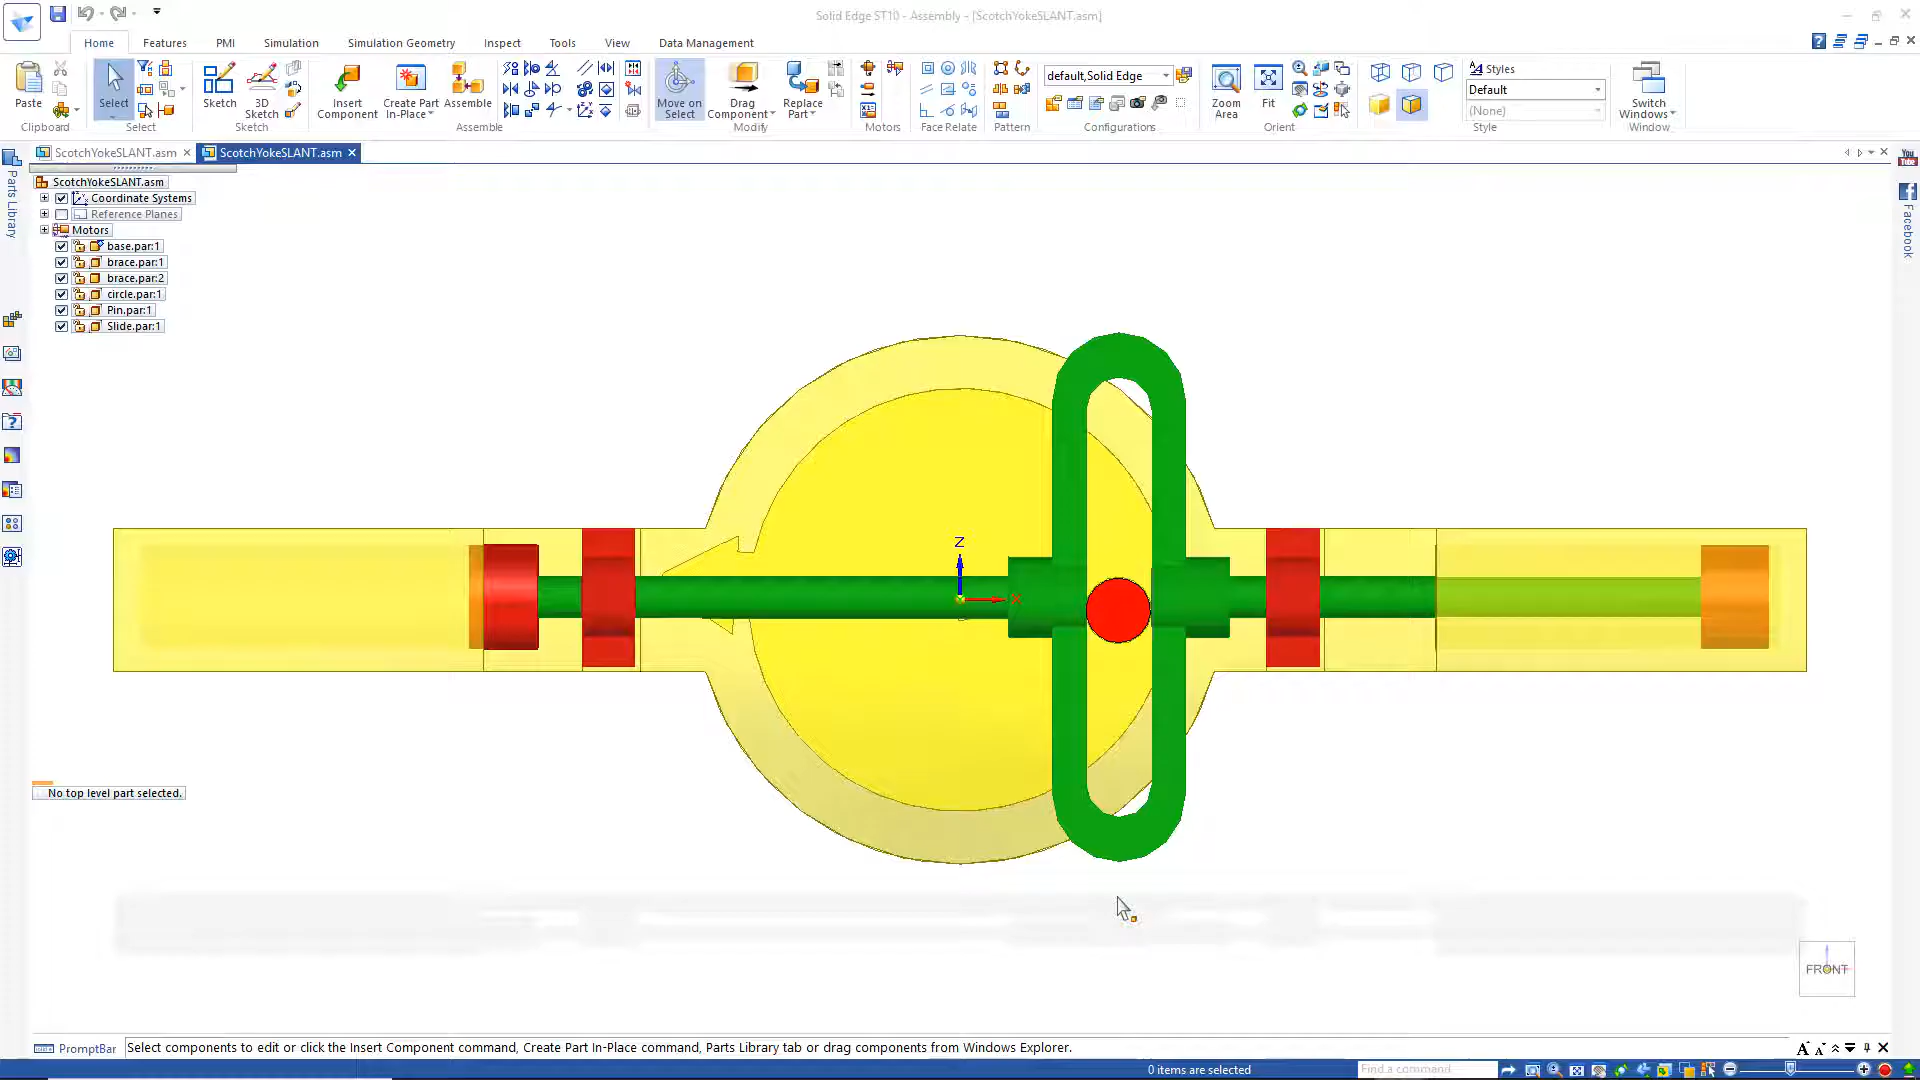 Solid Edge ST10 - Assembly - [ScotchYokeSLANT.asm]
Home Features PMI Simulation Simulation Geometry Inspect Tools View Data Management
Paste
Clipboard
Select
Select
Sketch
3D Sketch
Sketch
Insert Component
Create Part In-Place
Assemble
Assemble
Move on Select
Drag Component
Replace Part
Modify
Motors
Face Relate
Pattern
default,Solid Edge
Configurations
Zoom Area
Fit
Orient
Styles
Default
(None)
Style
Switch Windows
Window
ScotchYokeSLANT.asm
ScotchYokeSLANT.asm
Parts Library
You Tube
Facebook
ScotchYokeSLANT.asm
Coordinate Systems
Reference Planes
Motors
base.par:1
brace.par:1
brace.par:2
circle.par:1
Pin.par:1
Slide.par:1
Z
X
No top level part selected.
FRONT
PromptBar
Select components to edit or click the Insert Component command, Create Part In-Place command, Parts Library tab or drag components from Windows Explorer.
0 items are selected
Find a command